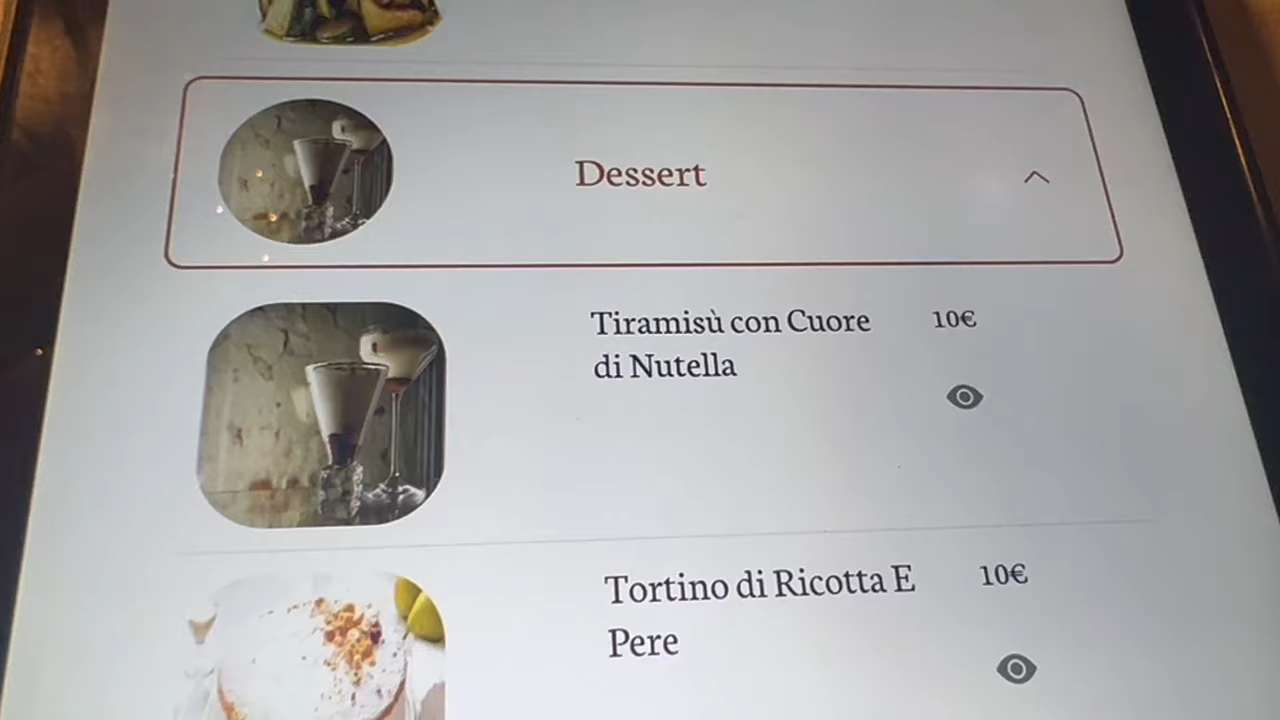 Dessert
Tiramisù con Cuore
10€
di Nutella
Tortino di Ricotta E
10€
Pere